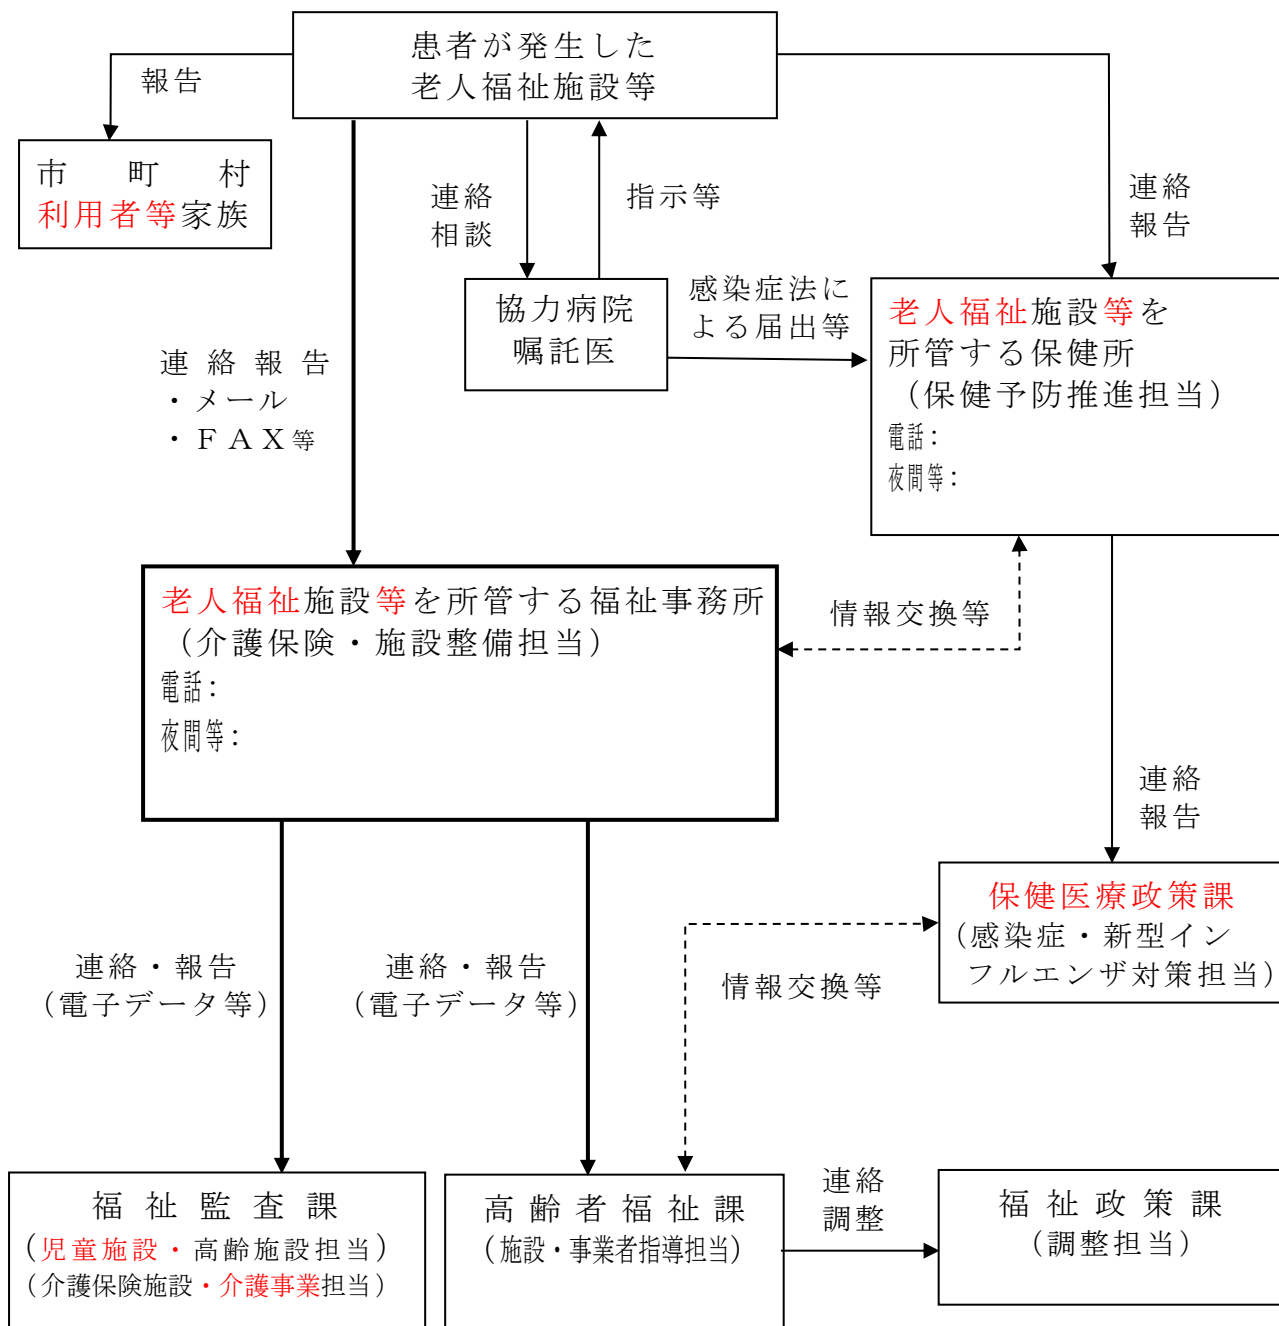 患者が発生した
老人福祉施設等
報告
市町村
利用者等家族
連絡
相談
指示等
連絡
報告
協力病院
嘱託医
感染症法に
よる届出等
老人福祉施設等を
所管する保健所
（保健予防推進担当）
電話：
夜間等：
連絡報告
・メール
・ＦＡＸ等
老人福祉施設等を所管する福祉事務所
（介護保険・施設整備担当）
電話：
夜間等：
情報交換等
連絡
報告
保健医療政策課
（感染症・新型イン
フルエンザ対策担当）
連絡・報告
（電子データ等）
連絡・報告
（電子データ等）
情報交換等
福祉監査課
（児童施設・高齢施設担当）
（介護保険施設・介護事業担当）
高齢者福祉課
（施設・事業者指導担当）
連絡
調整
福祉政策課
（調整担当）